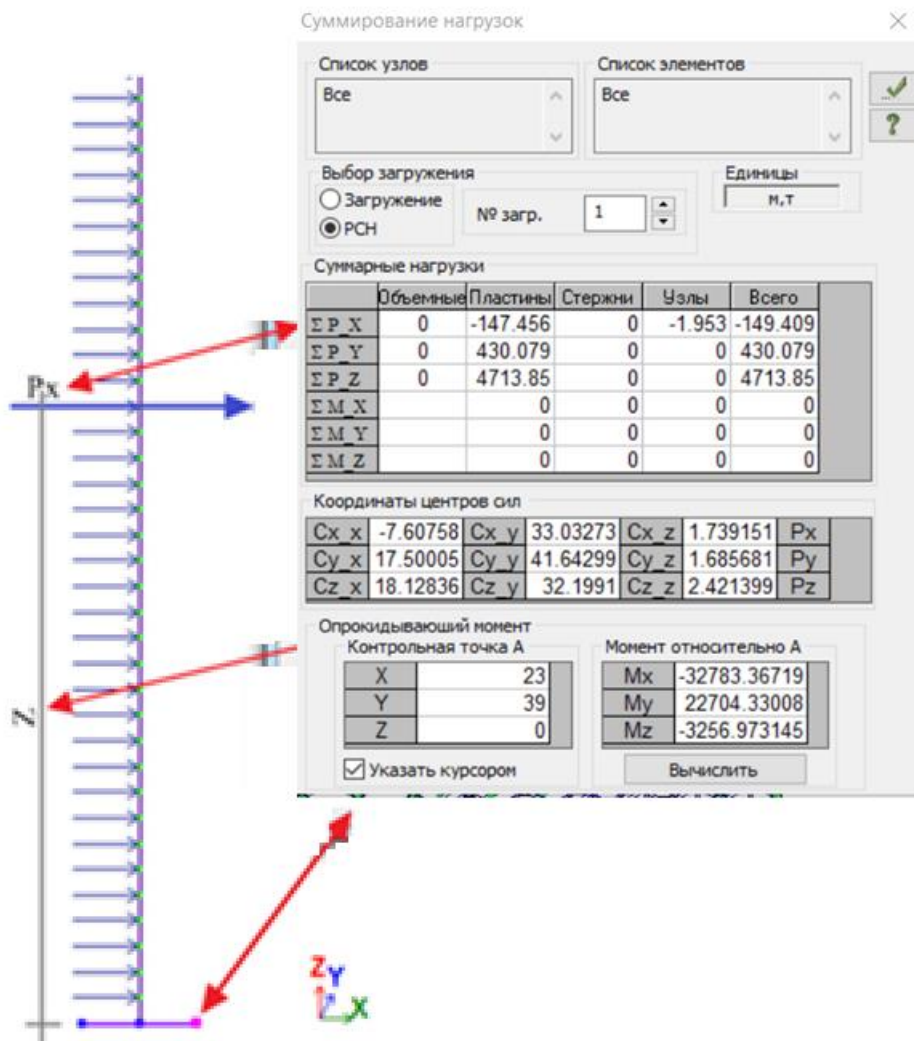 Суммирование нагрузок
Список узлов
Все
Список элементов
Все
Выбор загружения
Загружение
РСН
№ загр.
1
Единицы
м,т
Суммарные нагрузки
Объемные Пластины Стержни Узлы Всего
Σ P_X 0 -147.456 0 -1.953 -149.409
Σ P_Y 0 430.079 0 0 430.079
Σ P_Z 0 4713.85 0 0 4713.85
Σ M_X 0 0 0 0
Σ M_Y 0 0 0 0
Σ M_Z 0 0 0 0
Координаты центров сил
Cx_x -7.60758 Cx_y 33.03273 Cx_z 1.739151 Px
Cy_x 17.50005 Cy_y 41.64299 Cy_z 1.685681 Py
Cz_x 18.12836 Cz_y 32.1991 Cz_z 2.421399 Pz
Опрокидывающий момент
Контрольная точка А
X 23
Y 39
Z 0
Указать курсором
Момент относительно А
Mx -32783.36719
My 22704.33008
Mz -3256.973145
Вычислить
Px
Z
Z Y
X